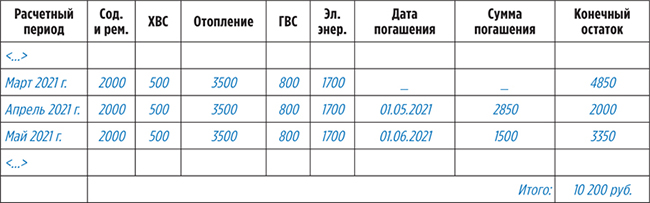 Расчетный период Сод. и рем. ХВС Отопление ГВС Эл. энер. Дата погашения Сумма погашения Конечный остаток
<...>
Март 2021 г. 2000 500 3500 800 1700 _ _ 4850
Апрель 2021 г. 2000 500 3500 800 1700 01.05.2021 2850 2000
Май 2021 г. 2000 500 3500 800 1700 01.06.2021 1500 3350
<...>
Итого: 10 200 руб.